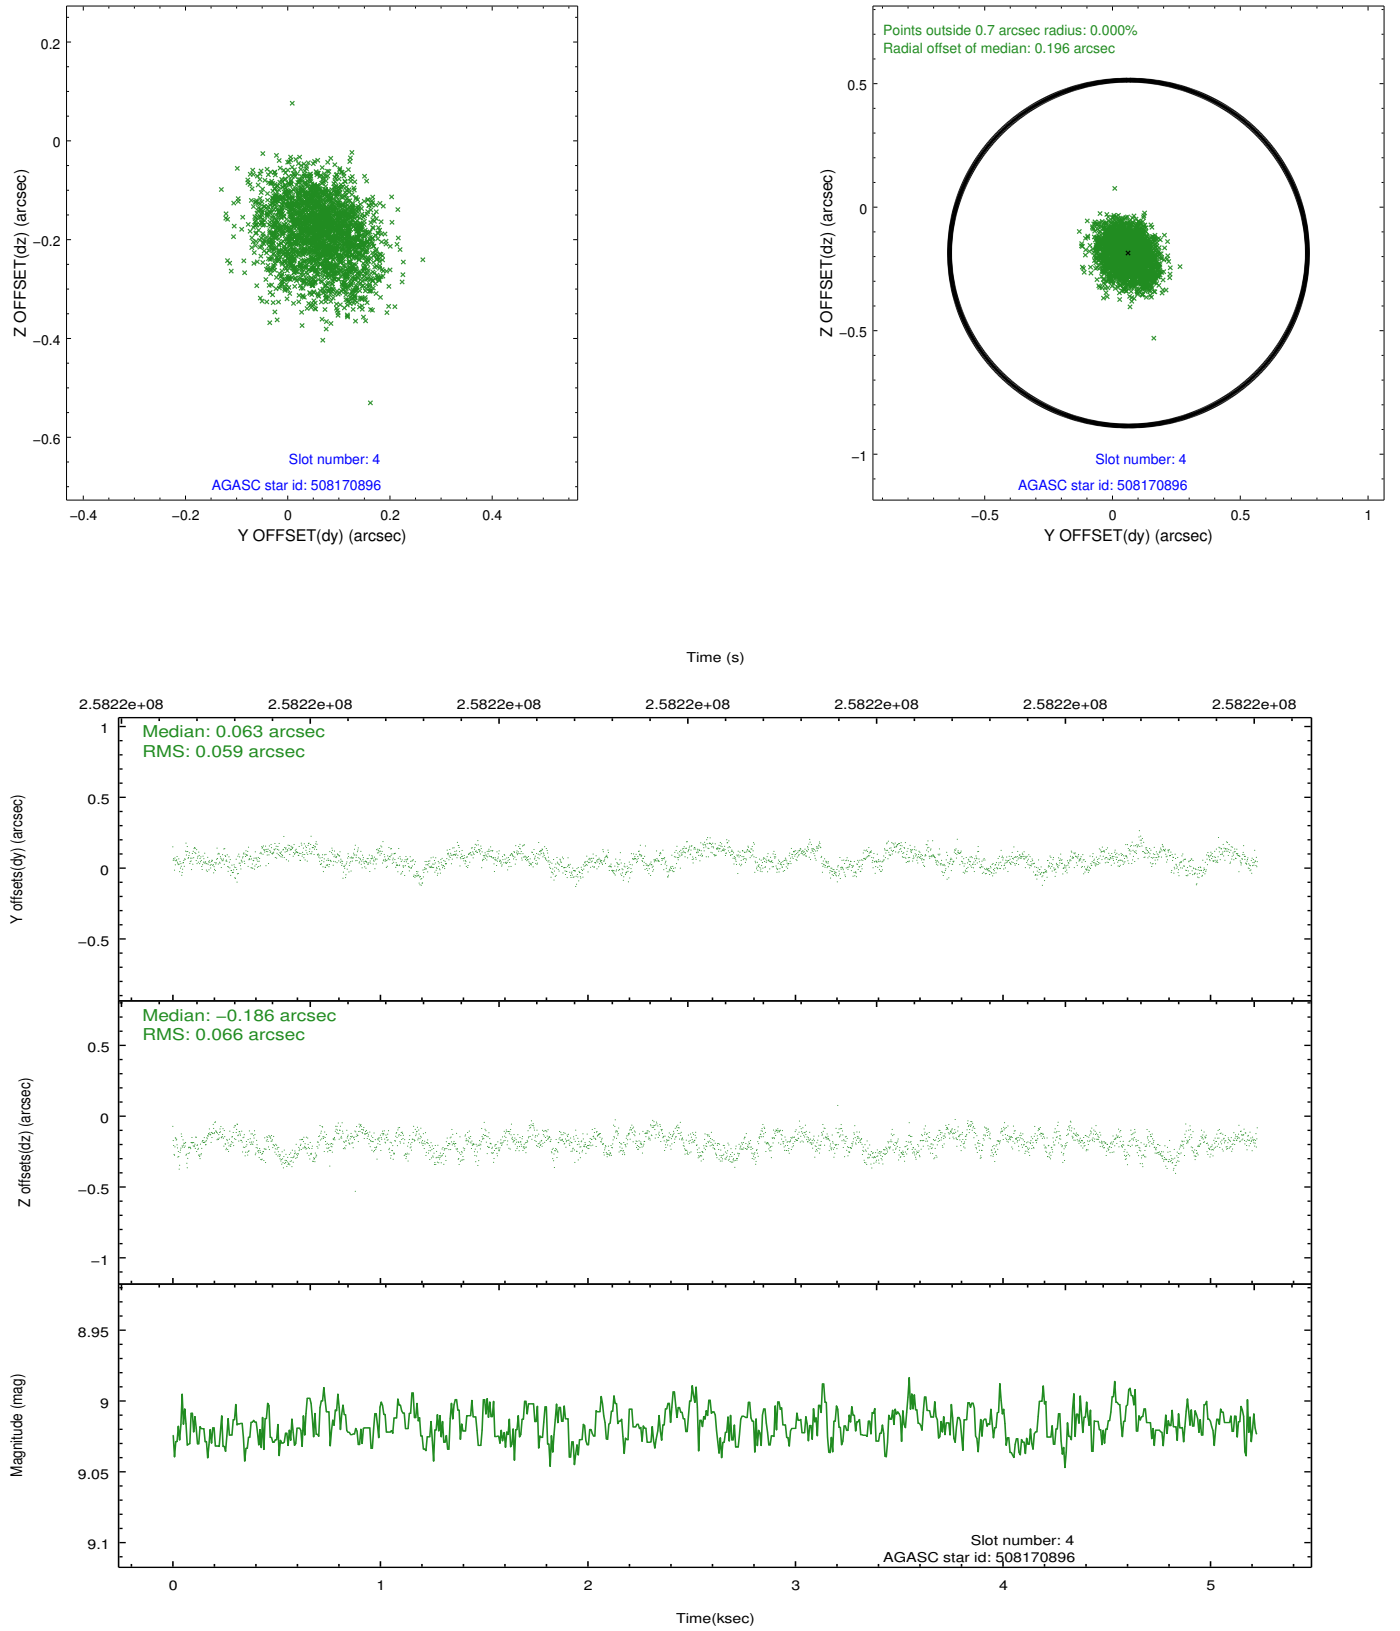 0.2
0
−0.2
−0.4
−0.6
Z OFFSET(dz) (arcsec)
Slot number: 4
AGASC star id: 508170896
−0.4
−0.2
0
0.2
0.4
Y OFFSET(dy) (arcsec)
Points outside 0.7 arcsec radius: 0.000%
Radial offset of median: 0.196 arcsec
0.5
0
−0.5
−1
Z OFFSET(dz) (arcsec)
Slot number: 4
AGASC star id: 508170896
−0.5
0
0.5
1
Y OFFSET(dy) (arcsec)
Time (s)
2.5822e+08
2.5822e+08
2.5822e+08
2.5822e+08
2.5822e+08
2.5822e+08
2.5822e+08
Median: 0.063 arcsec
RMS: 0.059 arcsec
1
0.5
0
−0.5
Y offsets(dy) (arcsec)
Median: −0.186 arcsec
RMS: 0.066 arcsec
0.5
0
−0.5
−1
Z offsets(dz) (arcsec)
8.95
9
9.05
9.1
Magnitude (mag)
Slot number: 4
AGASC star id: 508170896
0
1
2
3
4
5
Time(ksec)